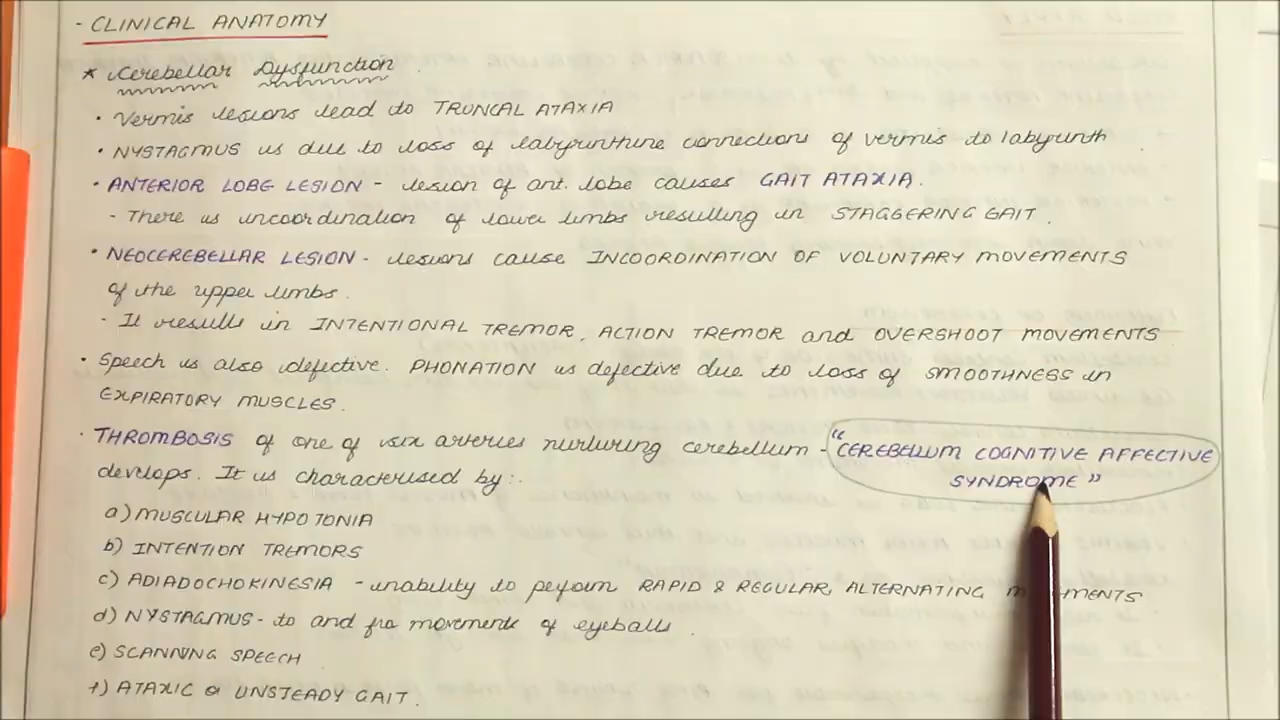 - CLINICAL ANATOMY
* Cerebellar Dysfunction
• Vermis lesions lead to TRUNCAL ATAXIA
• NYSTAGMUS is due to loss of labyrinthine connections of vermis to labyrinth
• ANTERIOR LOBE LESION - lesion of ant. lobe causes GAIT ATAXIA.
- There is uncoordination of lower limbs resulting in STAGGERING GAIT.
• NEOCEREBELLAR LESION - lesions cause INCOORDINATION OF VOLUNTARY MOVEMENTS
of the upper limbs.
- It results in INTENTIONAL TREMOR, ACTION TREMOR and OVERSHOOT MOVEMENTS
• Speech is also defective. PHONATION is defective due to loss of SMOOTHNESS in
EXPIRATORY MUSCLES.
• THROMBOSIS of one of six arteries nurturing cerebellum - "CEREBELLUM COGNITIVE AFFECTIVE
SYNDROME"
develops. It is characterised by:.
a) MUSCULAR HYPOTONIA
b) INTENTION TREMORS
c) ADIADOCHOKINESIA - inability to perform RAPID & REGULAR, ALTERNATING
d) NYSTAGMUS - to and fro movements of eyeballs.
e) SCANNING SPEECH
f) ATAXIC or UNSTEADY GAIT.